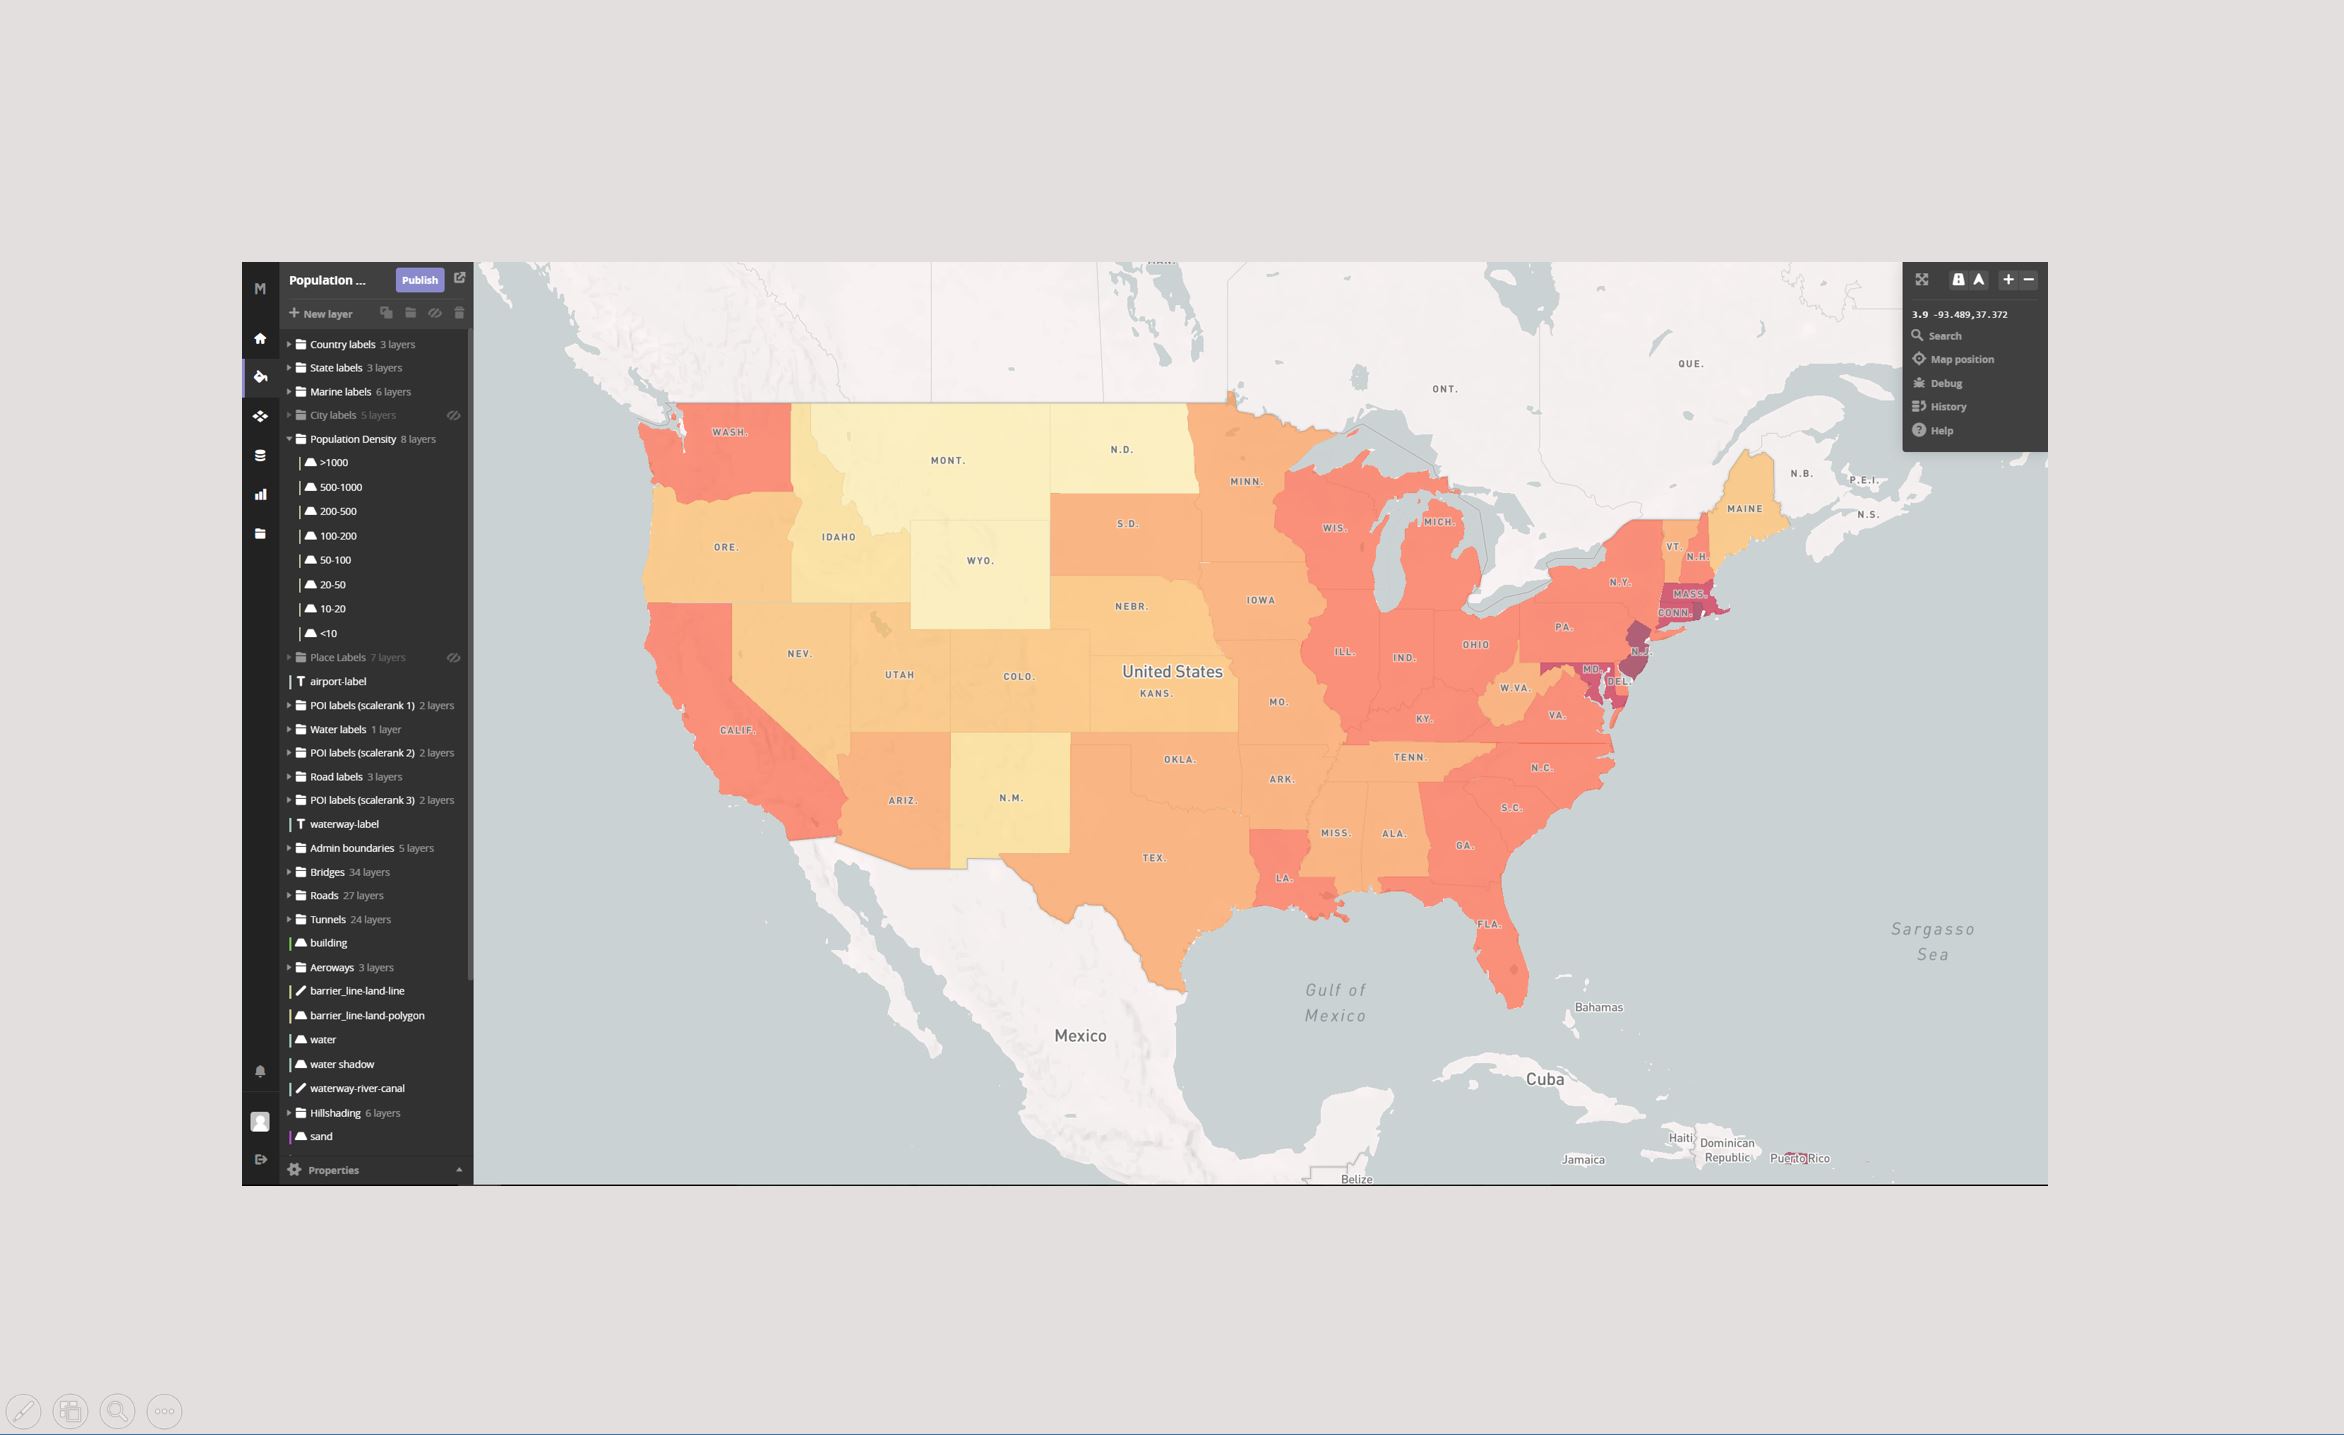 M
Population ...
Publish
New layer
Country labels 3 layers
State labels 3 layers
Marine labels 6 layers
City labels 5 layers
Population Density 8 layers
>1000
500-1000
200-500
100-200
50-100
20-50
10-20
<10
Place Labels 7 layers
airport-label
POI labels (scalerank 1) 2 layers
Water labels 1 layer
POI labels (scalerank 2) 2 layers
Road labels 3 layers
POI labels (scalerank 3) 2 layers
waterway-label
Admin boundaries 5 layers
Bridges 34 layers
Roads 27 layers
Tunnels 24 layers
building
Aeroways 3 layers
barrier_line-land-line
barrier_line-land-polygon
water
water shadow
waterway-river-canal
Hillshading 6 layers
sand
Properties
3.9 -93.489,37.372
Search
Map position
Debug
History
Help
QUE.
ONT.
N.B.
P.E.I.
N.S.
WASH.
MONT.
N.D.
MINN.
MAINE
S.D.
WIS.
MICH.
ORE.
IDAHO
WYO.
VT.
N.H.
N.Y.
MASS.
CONN.
IOWA
NEBR.
PA.
NEV.
ILL.
IND.
OHIO
N.J.
UTAH
COLO.
United States
KANS.
MD.
DEL.
W.VA.
MO.
KY.
VA.
CALIF.
OKLA.
TENN.
N.C.
ARIZ.
N.M.
ARK.
S.C.
MISS.
ALA.
GA.
TEX.
LA.
FLA.
Sargasso
Sea
Gulf of
Mexico
Bahamas
Mexico
Cuba
Haiti
Dominican
Republic
Jamaica
Puerto Rico
Belize